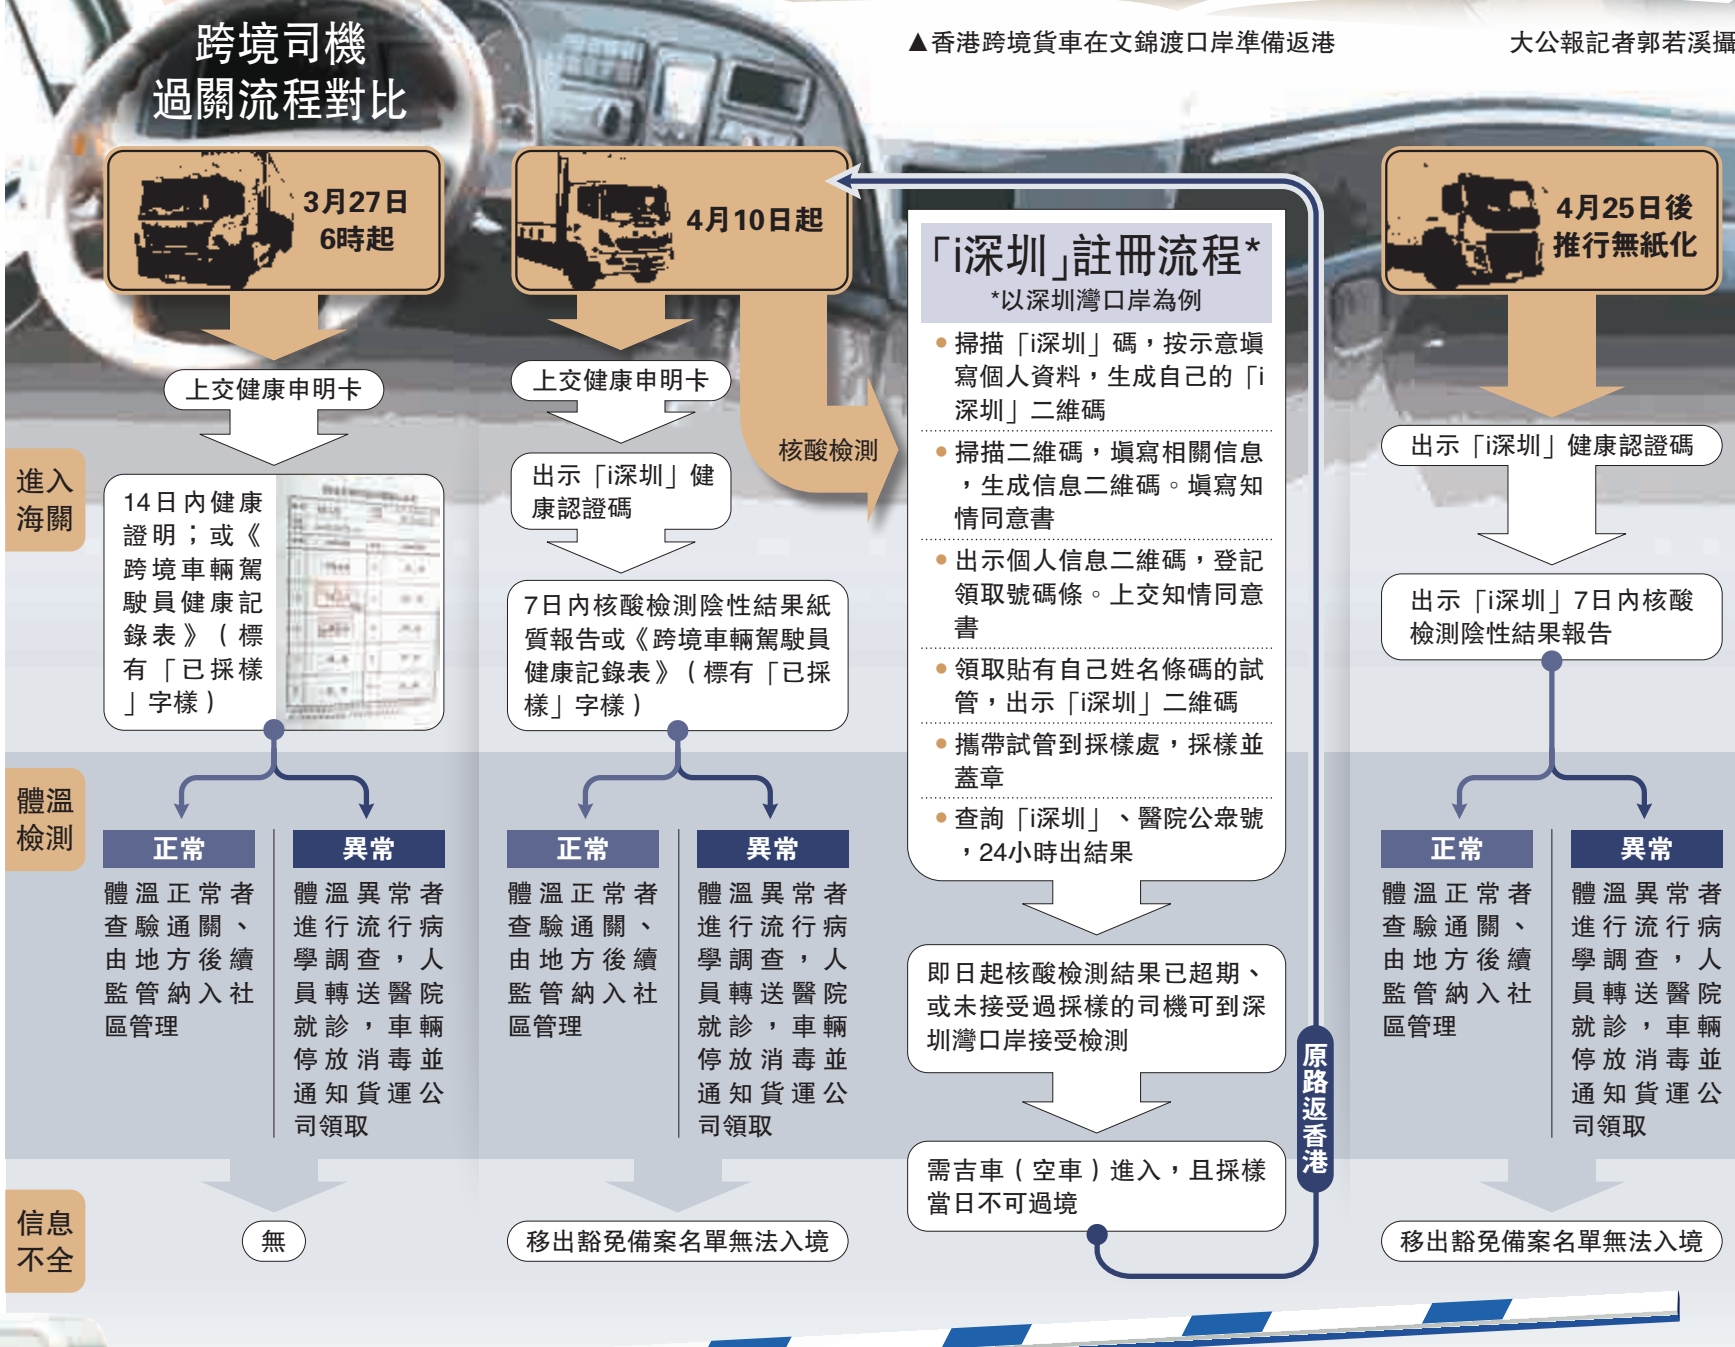 跨境司機
過關流程對比
▲香港跨境貨車在文錦渡口岸準備返港
大公報記者郭若溪攝
3月27日
6時起
上交健康申明卡
14日內健康
證明；或《
跨境車輛駕
駛員健康記
錄表》（標
有「已採樣
」字樣）
正常
體溫正常者
查驗通關、
由地方後續
監管納入社
區管理
異常
體溫異常者
進行流行病
學調查，人
員轉送醫院
就診，車輛
停放消毒並
通知貨運公
司領取
無
4月10日起
上交健康申明卡
出示「i深圳」健
康認證碼
7日內核酸檢測陰性結果紙
質報告或《跨境車輛駕駛員
健康記錄表》（標有「已採
樣」字樣）
正常
體溫正常者
查驗通關、
由地方後續
監管納入社
區管理
異常
體溫異常者
進行流行病
學調查，人
員轉送醫院
就診，車輛
停放消毒並
通知貨運公
司領取
移出豁免備案名單無法入境
核酸檢測
「i深圳」註冊流程*
*以深圳灣口岸為例
•掃描「i深圳」碼，按示意填
寫個人資料，生成自己的「i
深圳」二維碼
•掃描二維碼，填寫相關信息
，生成信息二維碼。填寫知
情同意書
•出示個人信息二維碼，登記
領取號碼條。上交知情同意
書
•領取貼有自己姓名條碼的試
管，出示「i深圳」二維碼
•攜帶試管到採樣處，採樣並
蓋章
•查詢「i深圳」、醫院公眾號
，24小時出結果
即日起核酸檢測結果已超期、
或未接受過採樣的司機可到深
圳灣口岸接受檢測
需吉車（空車）進入，且採樣
當日不可過境
原路返香港
4月25日後
推行無紙化
出示「i深圳」健康認證碼
出示「i深圳」7日內核酸
檢測陰性結果報告
正常
體溫正常者
查驗通關、
由地方後續
監管納入社
區管理
異常
體溫異常者
進行流行病
學調查，人
員轉送醫院
就診，車輛
停放消毒並
通知貨運公
司領取
移出豁免備案名單無法入境
進入
海關
體溫
檢測
信息
不全